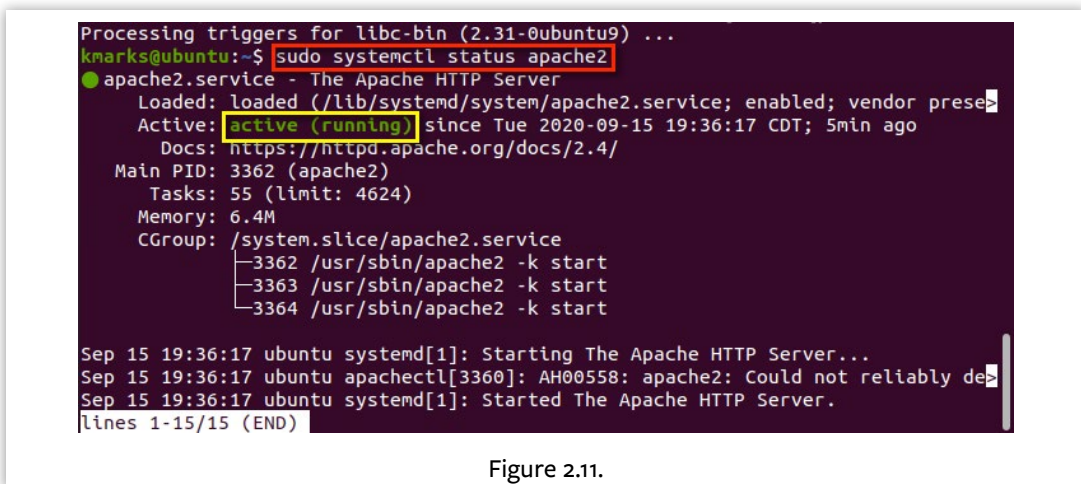 Processing triggers for libc-bin (2.31-0ubuntu9) ...
kmarks@ubuntu:~$ sudo systemctl status apache2
● apache2.service - The Apache HTTP Server
Loaded: loaded (/lib/systemd/system/apache2.service; enabled; vendor prese>
Active: active (running) since Tue 2020-09-15 19:36:17 CDT; 5min ago
Docs: https://httpd.apache.org/docs/2.4/
Main PID: 3362 (apache2)
Tasks: 55 (limit: 4624)
Memory: 6.4M
CGroup: /system.slice/apache2.service
├─3362 /usr/sbin/apache2 -k start
├─3363 /usr/sbin/apache2 -k start
└─3364 /usr/sbin/apache2 -k start
Sep 15 19:36:17 ubuntu systemd[1]: Starting The Apache HTTP Server...
Sep 15 19:36:17 ubuntu apachectl[3360]: AH00558: apache2: Could not reliably de>
Sep 15 19:36:17 ubuntu systemd[1]: Started The Apache HTTP Server.
lines 1-15/15 (END)
Figure 2.11.